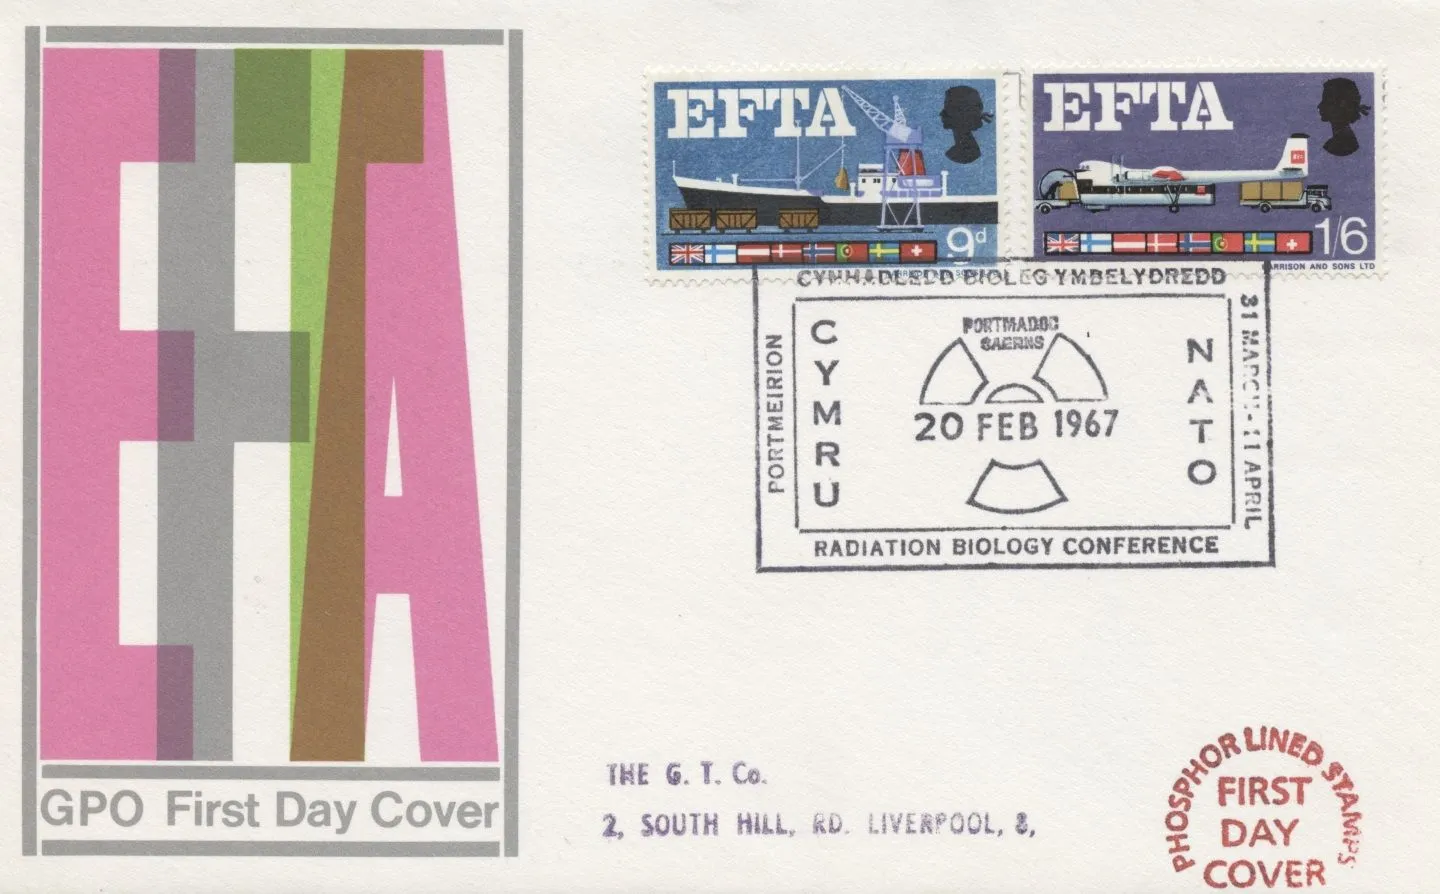 EFTA
GPO First Day Cover
EFTA
9d
EFTA
1/6
HARRISON AND SONS LTD
CYNHADLEDD BIOLEG YMBELYDREDD
PORTMEIRION
CYMRU
PORTMADOC
CAERNS
20 FEB 1967
NATO
31 MARCH - 11 APRIL
RADIATION BIOLOGY CONFERENCE
THE G. T. Co.
2, SOUTH HILL, RD. LIVERPOOL, 8,
PHOSPHOR LINED STAMPS
FIRST
DAY
COVER